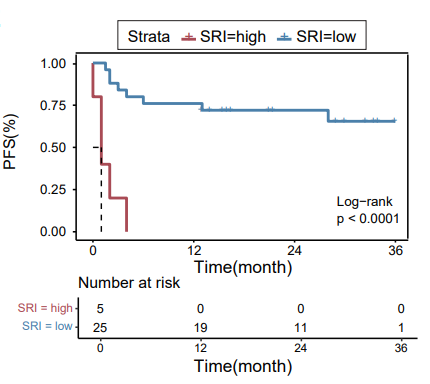 Strata SRI=high SRI=low
1.00
0.75
0.50
0.25
0.00
PFS(%)
Log−rank
p < 0.0001
0 12 24 36
Time(month)
Number at risk
SRI = high 5 0 0 0
SRI = low 25 19 11 1
0 12 24 36
Time(month)